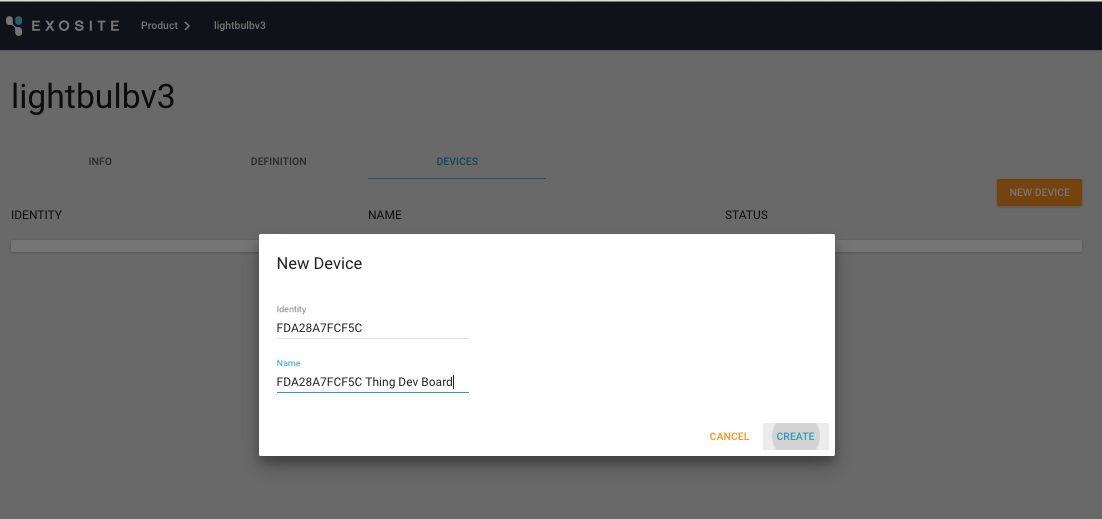 EXOSITE
Product
lightbulbv3
lightbulbv3
INFO
DEFINITION
DEVICES
NEW DEVICE
IDENTITY
NAME
STATUS
New Device
Identity
FDA28A7FCF5C
Name
FDA28A7FCF5C Thing Dev Board
CANCEL
CREATE